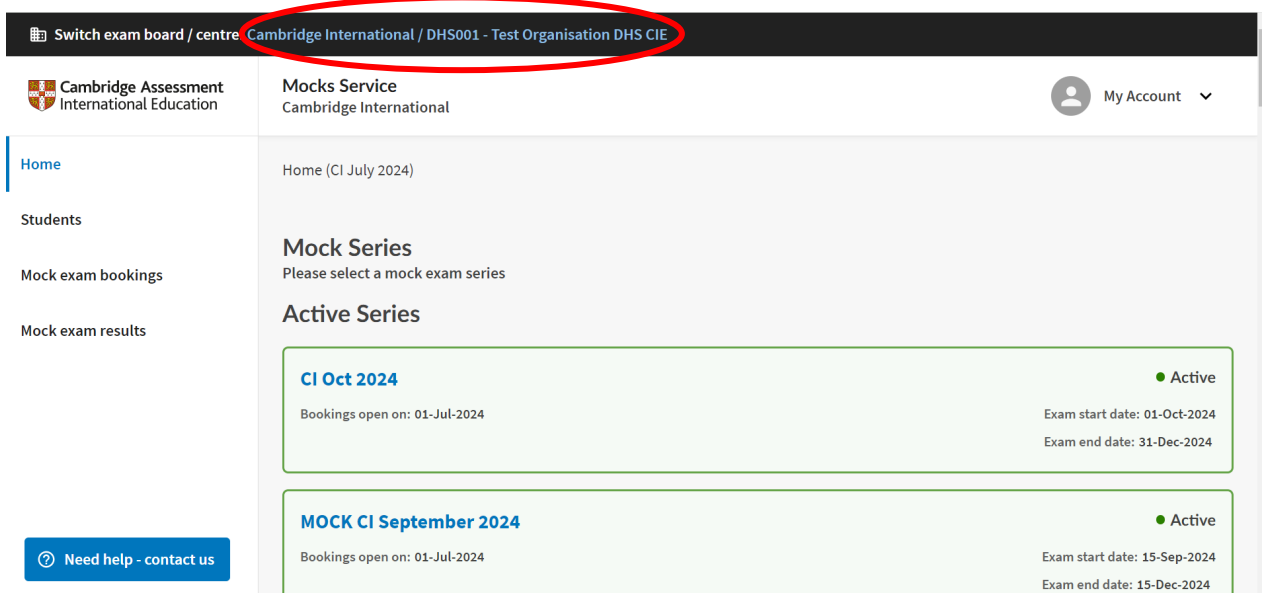 Switch exam board / centre Cambridge International / DHS001 - Test Organisation DHS CIE
Cambridge Assessment
International Education
Mocks Service
Cambridge International
My Account
Home
Students
Mock exam bookings
Mock exam results
Need help - contact us
Home (CI July 2024)
Mock Series
Please select a mock exam series
Active Series
CI Oct 2024
Active
Bookings open on: 01-Jul-2024
Exam start date: 01-Oct-2024
Exam end date: 31-Dec-2024
MOCK CI September 2024
Active
Bookings open on: 01-Jul-2024
Exam start date: 15-Sep-2024
Exam end date: 15-Dec-2024